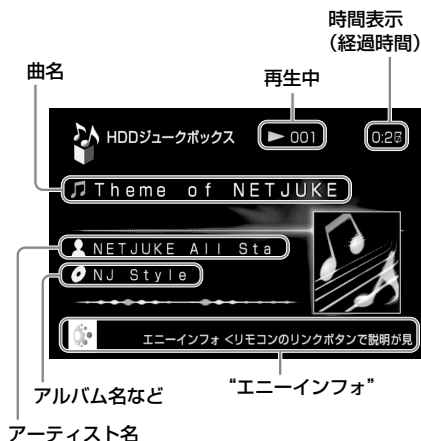 時間表示
(経過時間)
曲名
再生中
HDDジュークボックス
001
0:26
Theme of NETJUKE
NETJUKE All Sta
NJ Style
エニーインフォ <リモコンのリンクボタンで説明が見
アルバム名など
“エニーインフォ”
アーティスト名